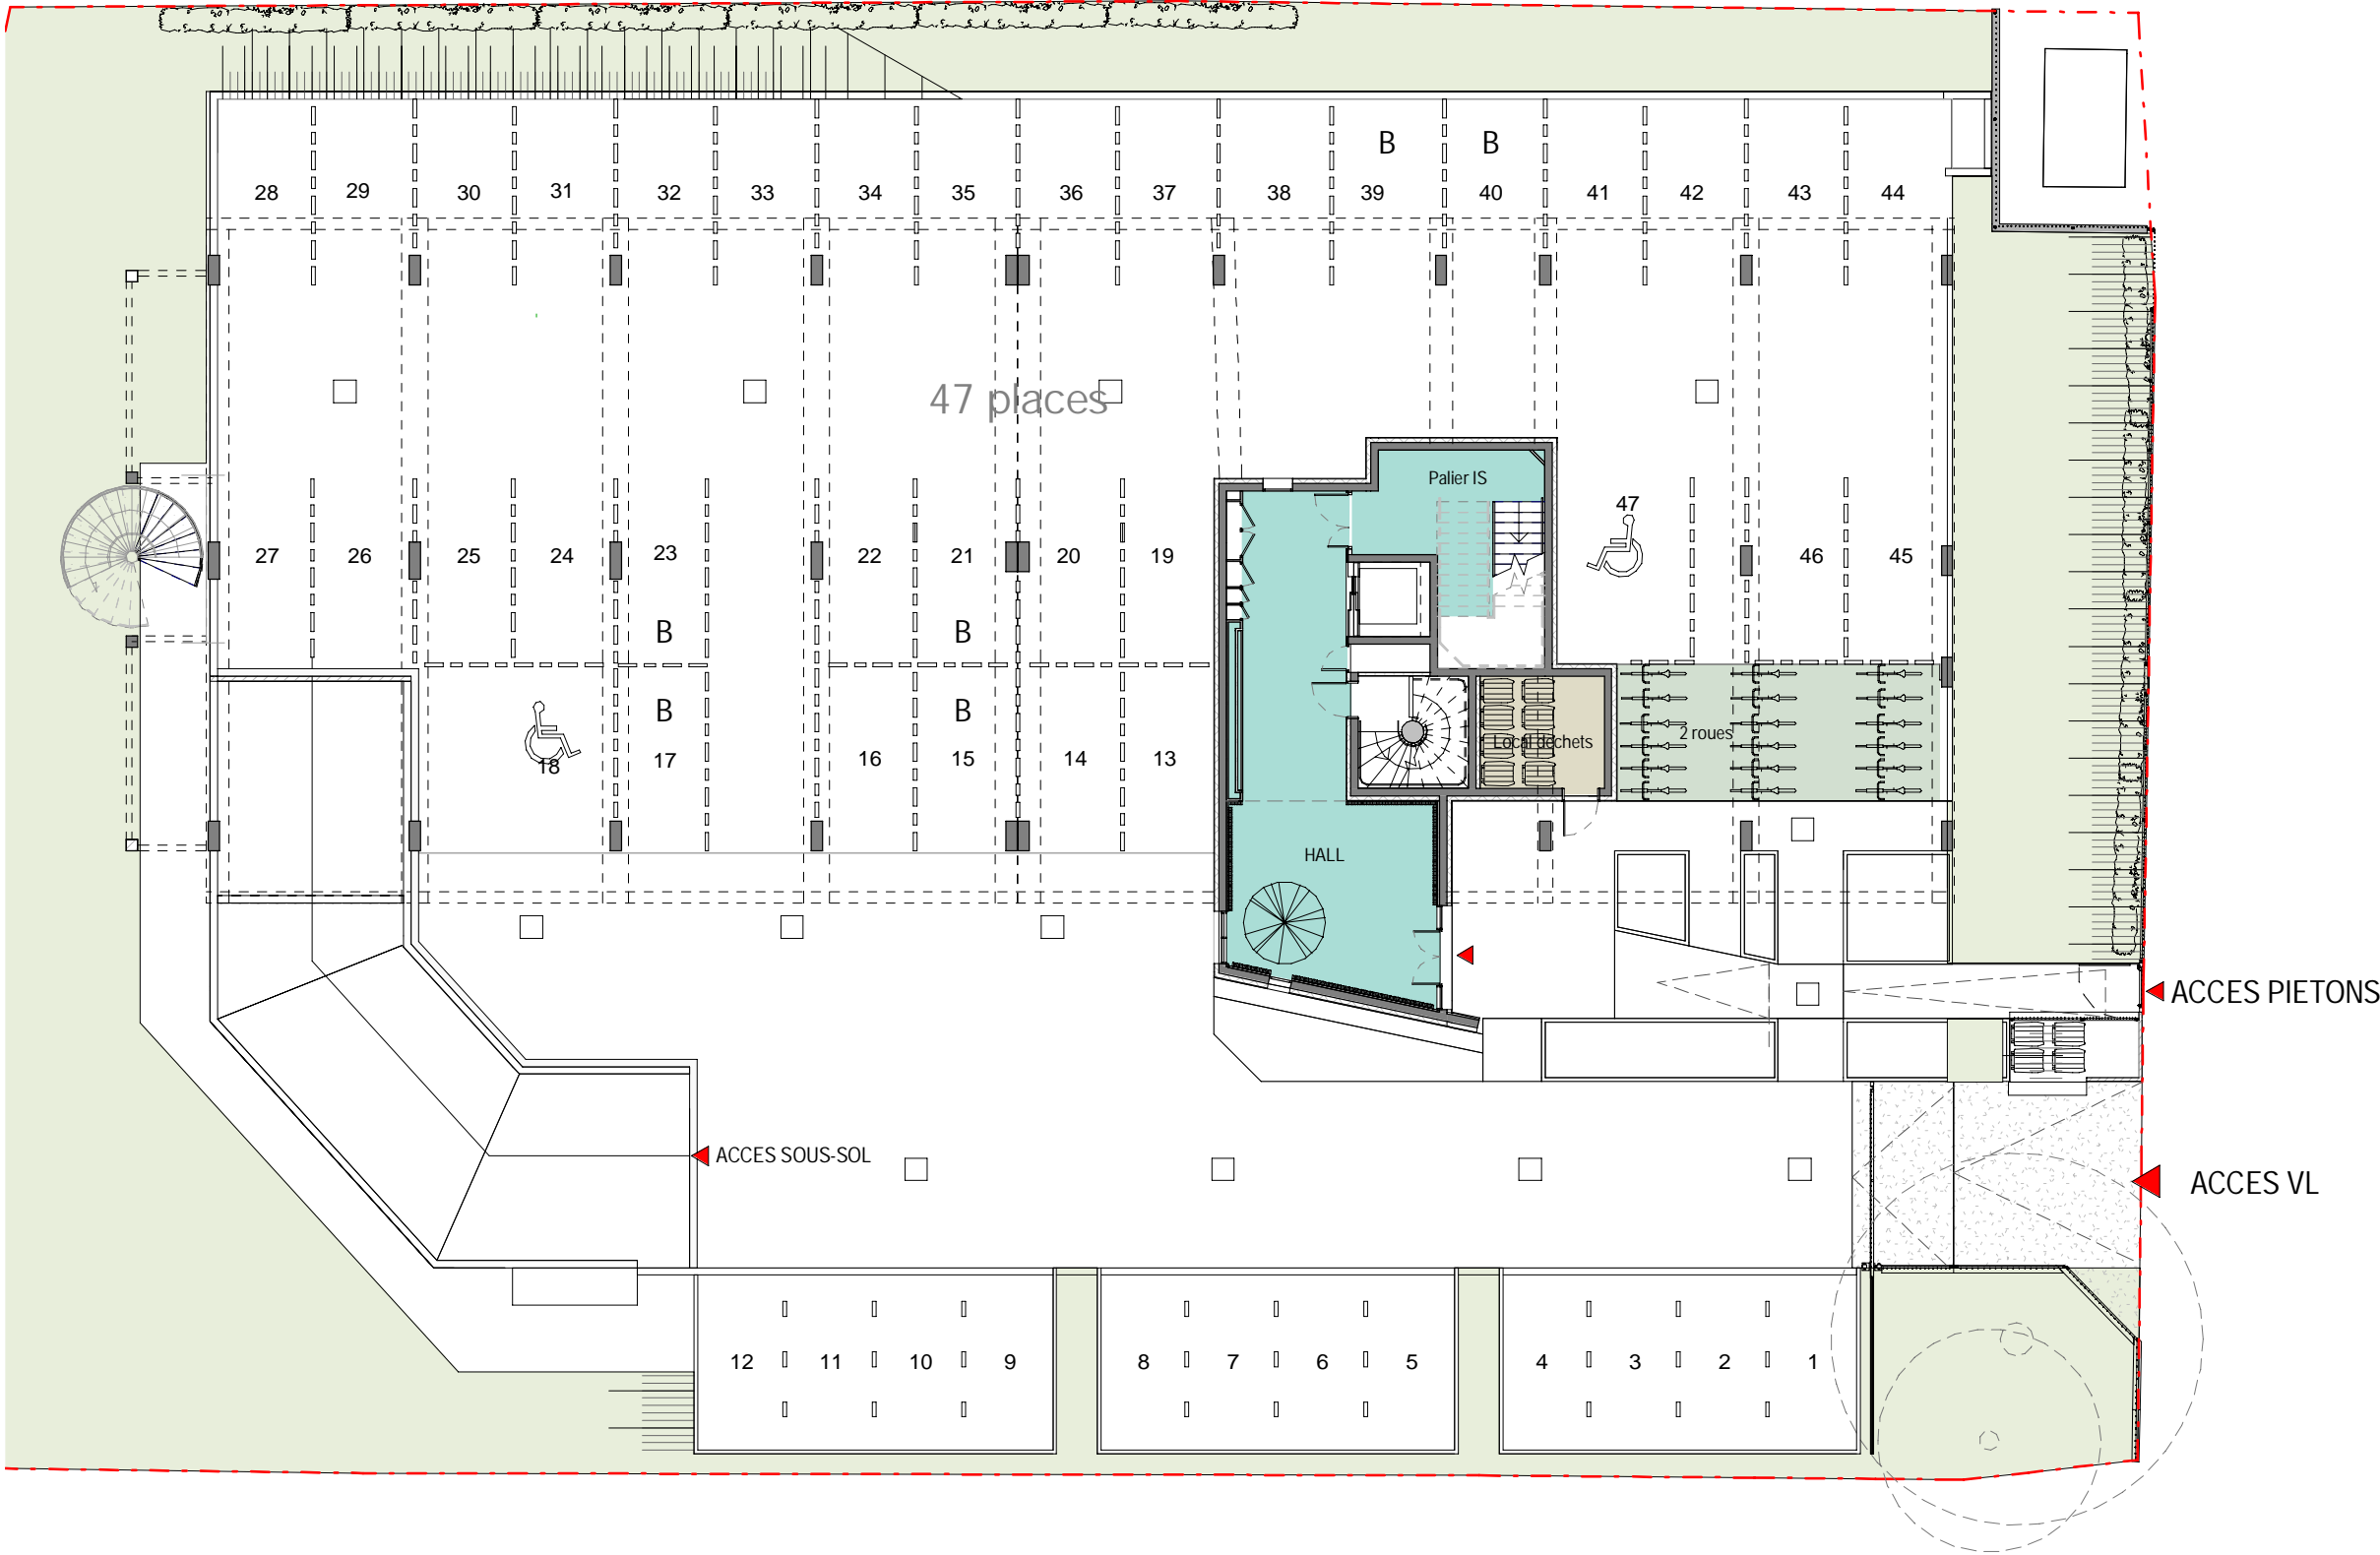 B B
28 29 30 31 32 33 34 35 36 37 38 39 40 41 42 43 44
47 places
Palier IS
47
27 26 25 24 23 22 21 20 19 46 45
B B
B B
2 roues
Local déchets
18 17 16 15 14 13
HALL
ACCES PIETONS
ACCES SOUS-SOL
ACCES VL
12 11 10 9 8 7 6 5 4 3 2 1